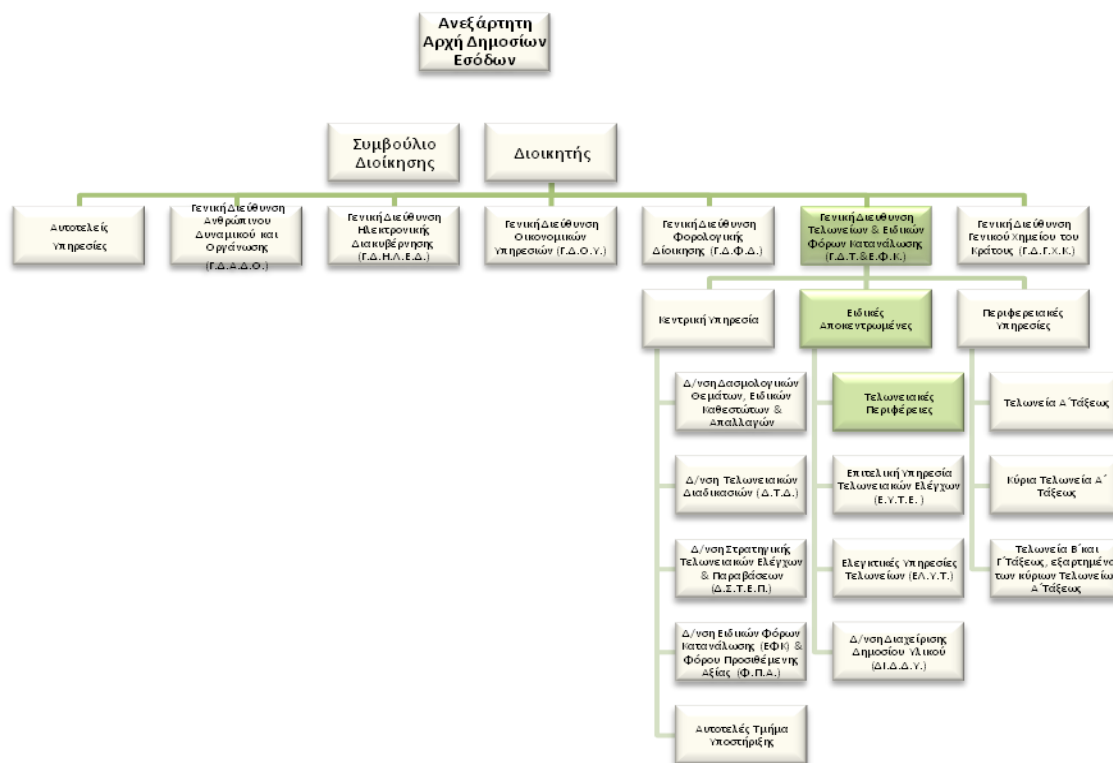 Ανεξάρτητη
Αρχή Δημοσίων
Εσόδων
Συμβούλιο
Διοίκησης
Διοικητής
Αυτοτελείς
Υπηρεσίες
Γενική Διεύθυνση
Ανθρώπινου
Δυναμικού και
Οργάνωσης
(Γ.Δ.Α.Δ.Ο.)
Γενική Διεύθυνση
Ηλεκτρονικής
Διακυβέρνησης
(Γ.Δ.Η.Λ.Ε.Δ.)
Γενική Διεύθυνση
Οικονομικών
Υπηρεσιών (Γ.Δ.Ο.Υ.)
Γενική Διεύθυνση
Φορολογικής
Δίοικησης (Γ.Δ.Φ.Δ.)
Γενική Διευθυνση
Τελωνείων & Ειδικών
Φόρων Κατανάλωσης
(Γ.Δ.Τ.&Ε.Φ.Κ.)
Γενική Διεύθυνση
Γενικού Χημείου του
Κράτους (Γ.Δ.Γ.Χ.Κ.)
Κεντρική Υπηρεσία
Ειδικές
Αποκεντρωμένες
Περιφερειακές
Υπηρεσίες
Δ/νση Δασμολογικών
Θεμάτων, Ειδικών
Καθεστώτων &
Απαλλαγών
Δ/νση Τελωνειακών
Διαδικασιών (Δ.Τ.Δ.)
Δ/νση Στρατηγικής
Τελωνειακών Ελέγχων
& Παραβάσεων
(Δ.Σ.Τ.Ε.Π.)
Δ/νση Ειδικών Φόρων
Κατανάλωσης (ΕΦΚ) &
Φόρου Προσιθέμενης
Αξίας (Φ.Π.Α.)
Αυτοτελές Τμήμα
Υποστήριξης
Τελωνειακές
Περιφέρειες
Επιτελική Υπηρεσία
Τελωνειακών Ελέγχων
(Ε.Υ.Τ.Ε. )
Ελεγκτικές Υπηρεσίες
Τελωνείων (ΕΛ.Υ.Τ.)
Δ/νση Διαχείρισης
Δημοσίου Υλικού
(ΔΙ.Δ.Δ.Υ.)
Τελωνεία Α΄Τάξεως
Κύρια Τελωνεία Α΄
Τάξεως
Τελωνεία Β΄και
Γ΄Τάξεως, εξαρτημένα
των κύριων Τελωνείων
Α΄Τάξεως